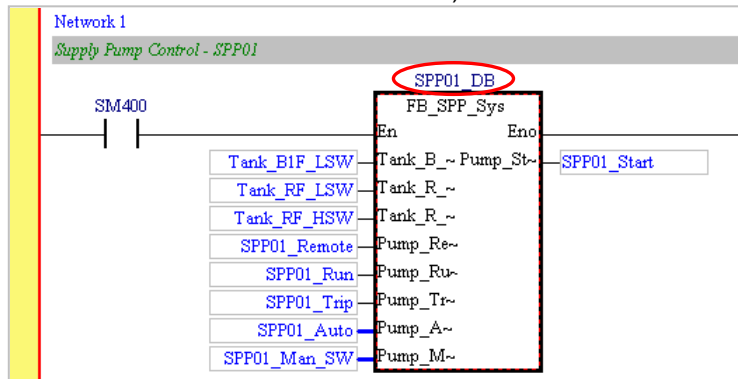 Network 1
Supply Pump Control - SPP01
SPP01_DB
SM400
FB_SPP_Sys
En Eno
Tank_B1F_LSW Tank_B_~ Pump_St~ SPP01_Start
Tank_RF_LSW Tank_R_~
Tank_RF_HSW Tank_R_~
SPP01_Remote Pump_Re~
SPP01_Run Pump_Ru~
SPP01_Trip Pump_Tr~
SPP01_Auto Pump_A~
SPP01_Man_SW Pump_M~